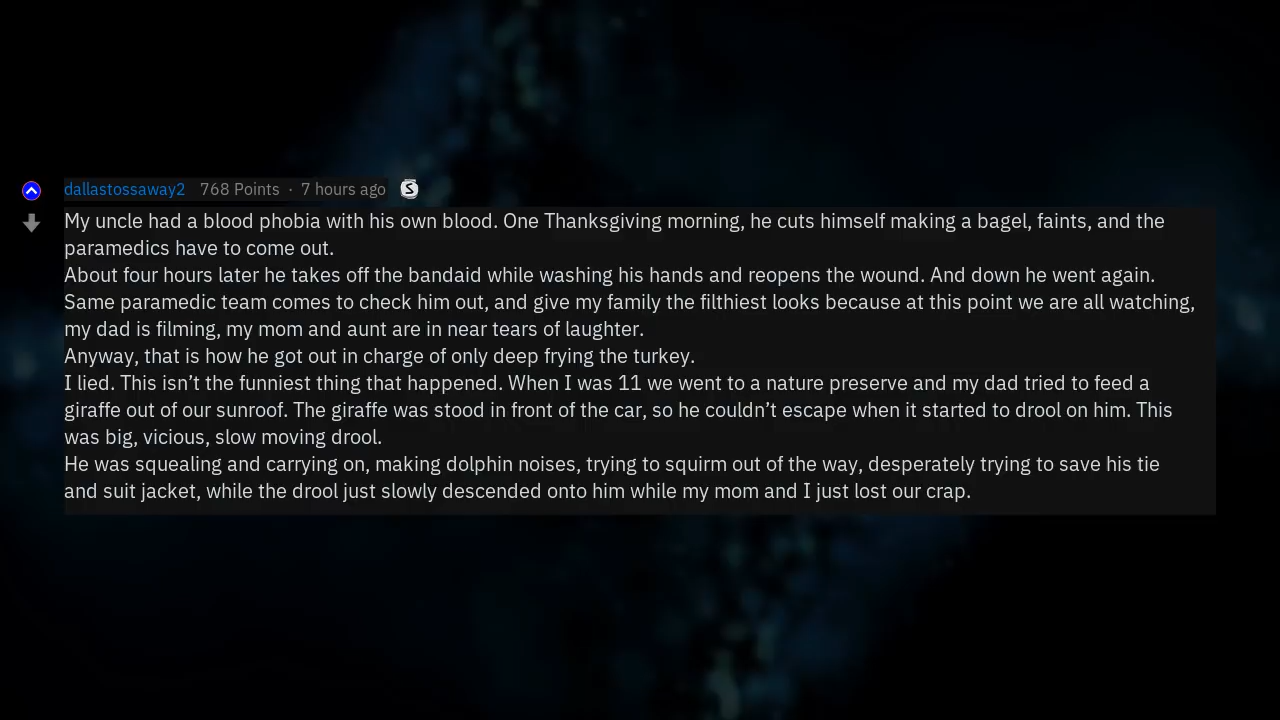 dallastossaway2 768 Points · 7 hours ago S
My uncle had a blood phobia with his own blood. One Thanksgiving morning, he cuts himself making a bagel, faints, and the
paramedics have to come out.
About four hours later he takes off the bandaid while washing his hands and reopens the wound. And down he went again.
Same paramedic team comes to check him out, and give my family the filthiest looks because at this point we are all watching,
my dad is filming, my mom and aunt are in near tears of laughter.
Anyway, that is how he got out in charge of only deep frying the turkey.
I lied. This isn’t the funniest thing that happened. When I was 11 we went to a nature preserve and my dad tried to feed a
giraffe out of our sunroof. The giraffe was stood in front of the car, so he couldn’t escape when it started to drool on him. This
was big, vicious, slow moving drool.
He was squealing and carrying on, making dolphin noises, trying to squirm out of the way, desperately trying to save his tie
and suit jacket, while the drool just slowly descended onto him while my mom and I just lost our crap.